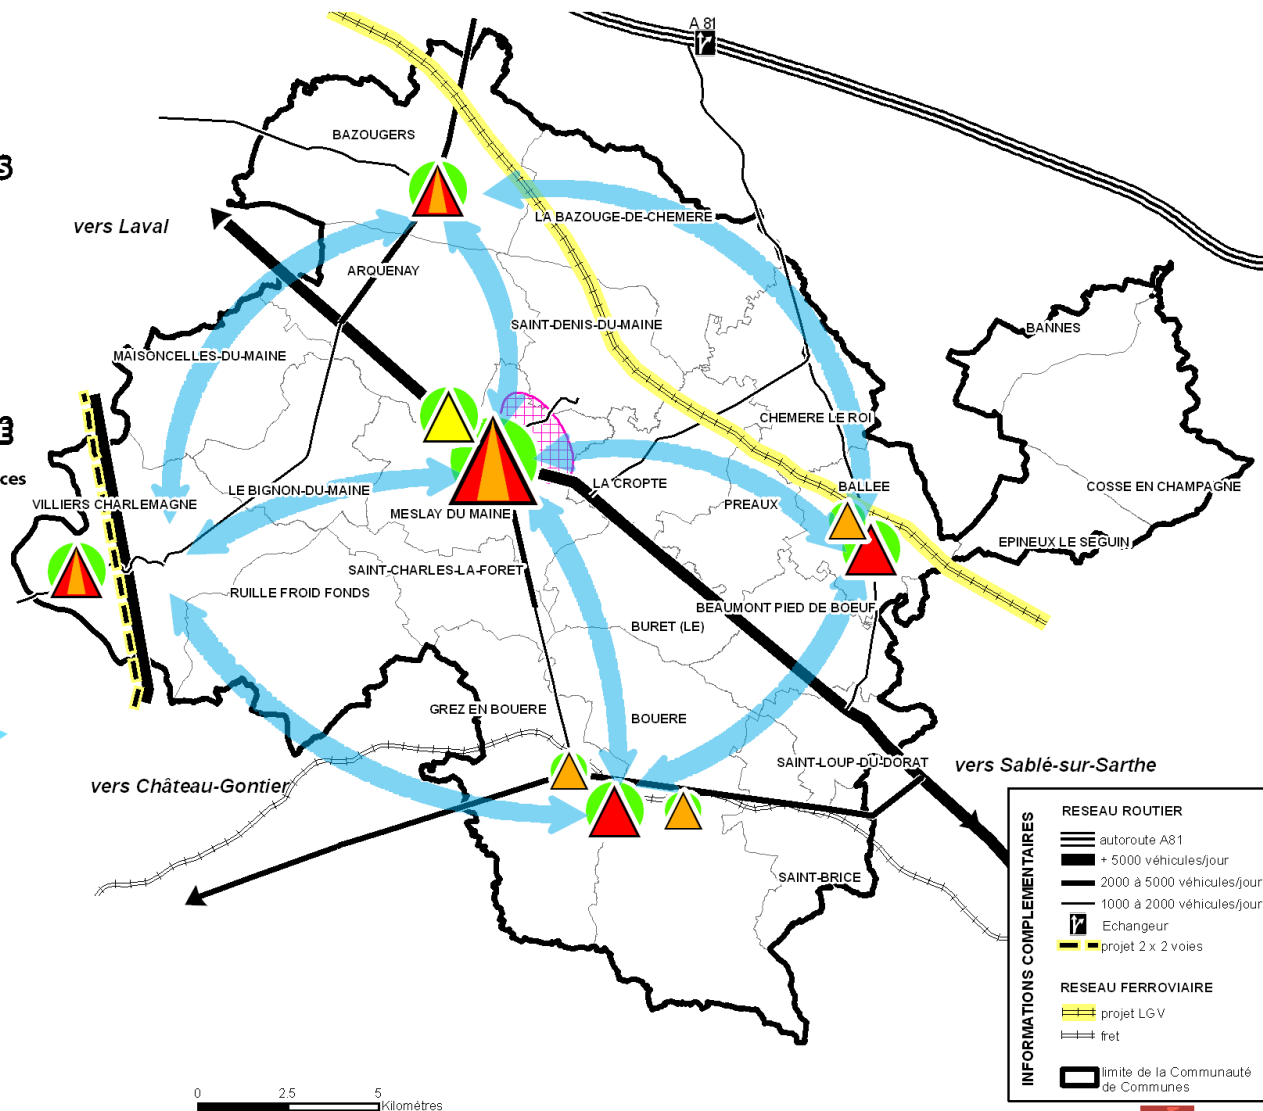 A 81
BAZOUGERS
S
vers Laval
LA BAZOUGE-DE-CHEMERE
ARQUENAY
SAINT-DENIS-DU-MAINE
BANNES
MAISONCELLES-DU-MAINE
CHEMERE LE ROI
É
ces
LA CROPTE
BALLEE
COSSE EN CHAMPAGNE
LE BIGNON-DU-MAINE
VILLIERS CHARLEMAGNE
PREAUX
MESLAY DU MAINE
EPINEUX LE SEGUIN
SAINT-CHARLES-LA-FORET
RUILLE FROID FONDS
BEAUMONT PIED DE BOEUF
BURET (LE)
GREZ EN BOUERE
BOUERE
SAINT-LOUP-DU-DORAT
vers Sablé-sur-Sarthe
vers Château-Gontier
SAINT-BRICE
INFORMATIONS COMPLEMENTAIRES
RESEAU ROUTIER
autoroute A81
+ 5000 véhicules/jour
2000 à 5000 véhicules/jour
1000 à 2000 véhicules/jour
Echangeur
projet 2 x 2 voies
RESEAU FERROVIAIRE
projet LGV
fret
limite de la Communauté
de Communes
0 2.5 5
Kilométres